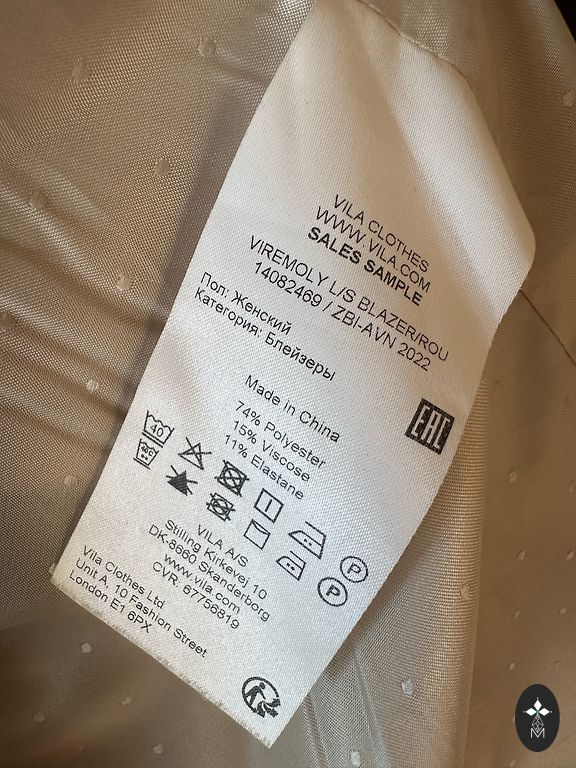 VILA CLOTHES
WWW.VILA.COM
SALES SAMPLE
VIREMOLY L/S BLAZER/ROU
14082469 / ZBI-AVN 2022
Пол: Женский
Категория: Блейзеры
Made in China
EAC
74% Polyester
15% Viscose
11% Elastane
40
P
P
VILA A/S
Stilling Kirkevej 10
DK-8660 Skanderborg
www.vila.com
CVR: 67756819
Vila Clothes Ltd
Unit A, 10 Fashion Street
London E1 6PX
M